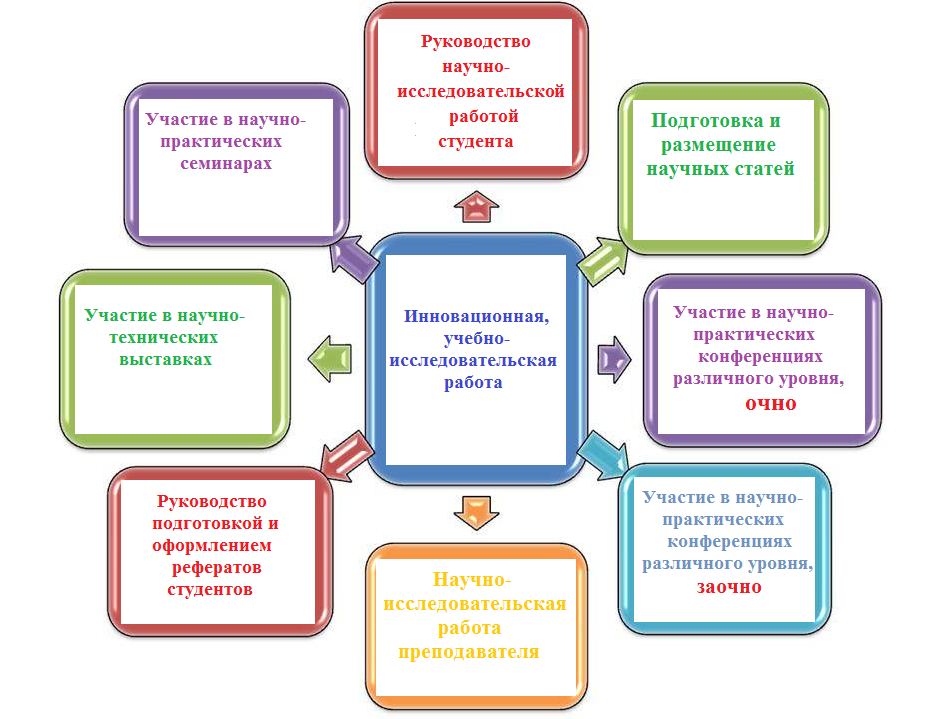 Руководство
научно-
исследовательской
работой
студента
Участие в научно-
практических
семинарах
Подготовка и
размещение
научных статей
Участие в научно-
технических
выставках
Инновационная,
учебно-
исследовательская
работа
Участие в научно-
практических
конференциях
различного уровня,
очно
Руководство
подготовкой и
оформлением
рефератов
студентов
Научно-
исследовательская
работа
преподавателя
Участие в научно-
практических
конференциях
различного уровня,
заочно